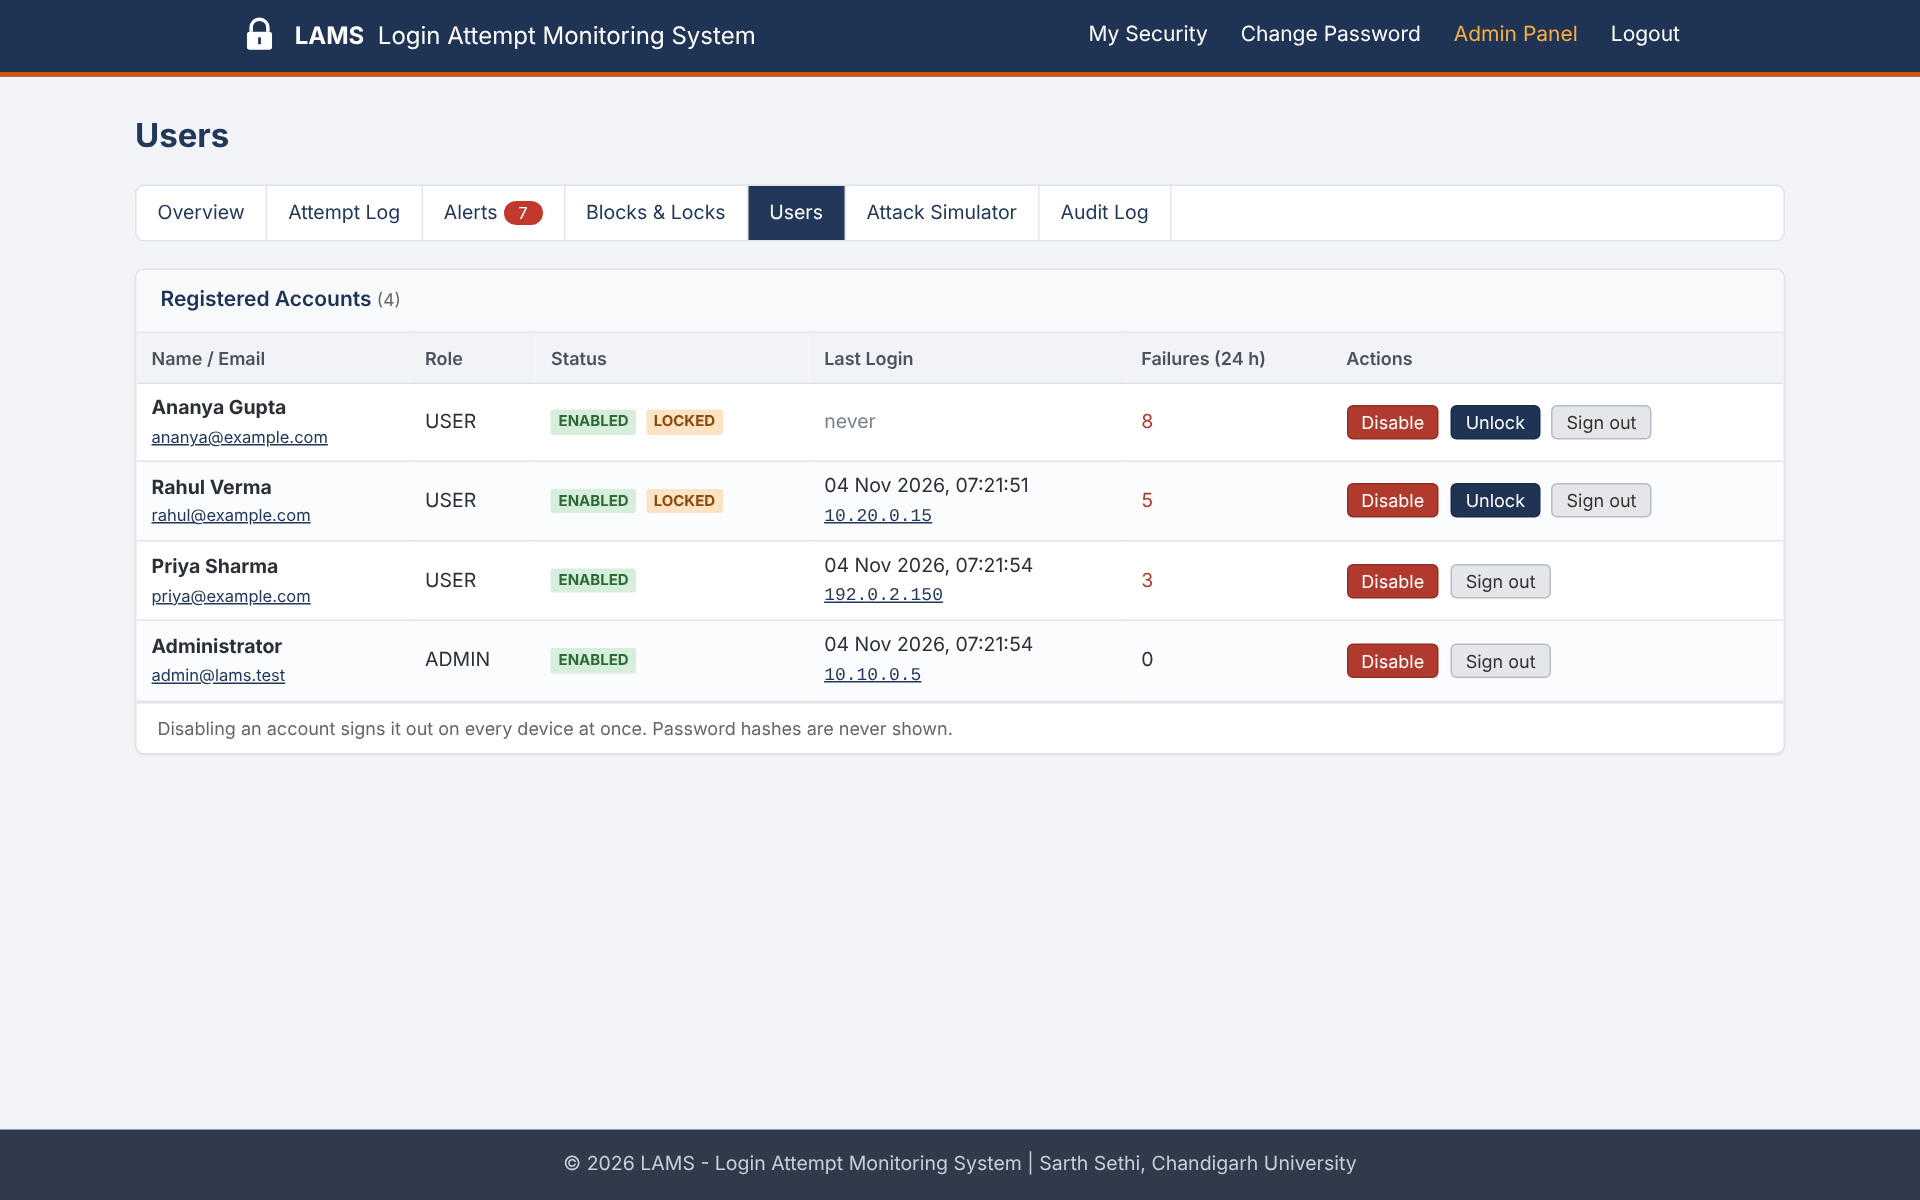 LAMS Login Attempt Monitoring System
My Security Change Password Admin Panel Logout
Users
Overview Attempt Log Alerts 7 Blocks & Locks Users Attack Simulator Audit Log
Registered Accounts (4)
Name / Email Role Status Last Login Failures (24 h) Actions
Ananya Gupta
ananya@example.com
USER ENABLED LOCKED never 8 Disable Unlock Sign out
Rahul Verma
rahul@example.com
USER ENABLED LOCKED
04 Nov 2026, 07:21:51
10.20.0.15
5 Disable Unlock Sign out
Priya Sharma
priya@example.com
USER ENABLED
04 Nov 2026, 07:21:54
192.0.2.150
3 Disable Sign out
Administrator
admin@lams.test
ADMIN ENABLED
04 Nov 2026, 07:21:54
10.10.0.5
0 Disable Sign out
Disabling an account signs it out on every device at once. Password hashes are never shown.
© 2026 LAMS - Login Attempt Monitoring System | Sarth Sethi, Chandigarh University